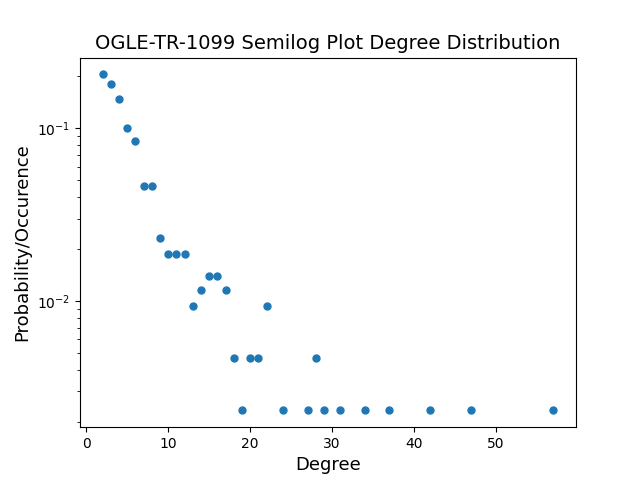 OGLE-TR-1099 Semilog Plot Degree Distribution
Probability/Occurence
10⁻¹
10⁻²
0 10 20 30 40 50
Degree